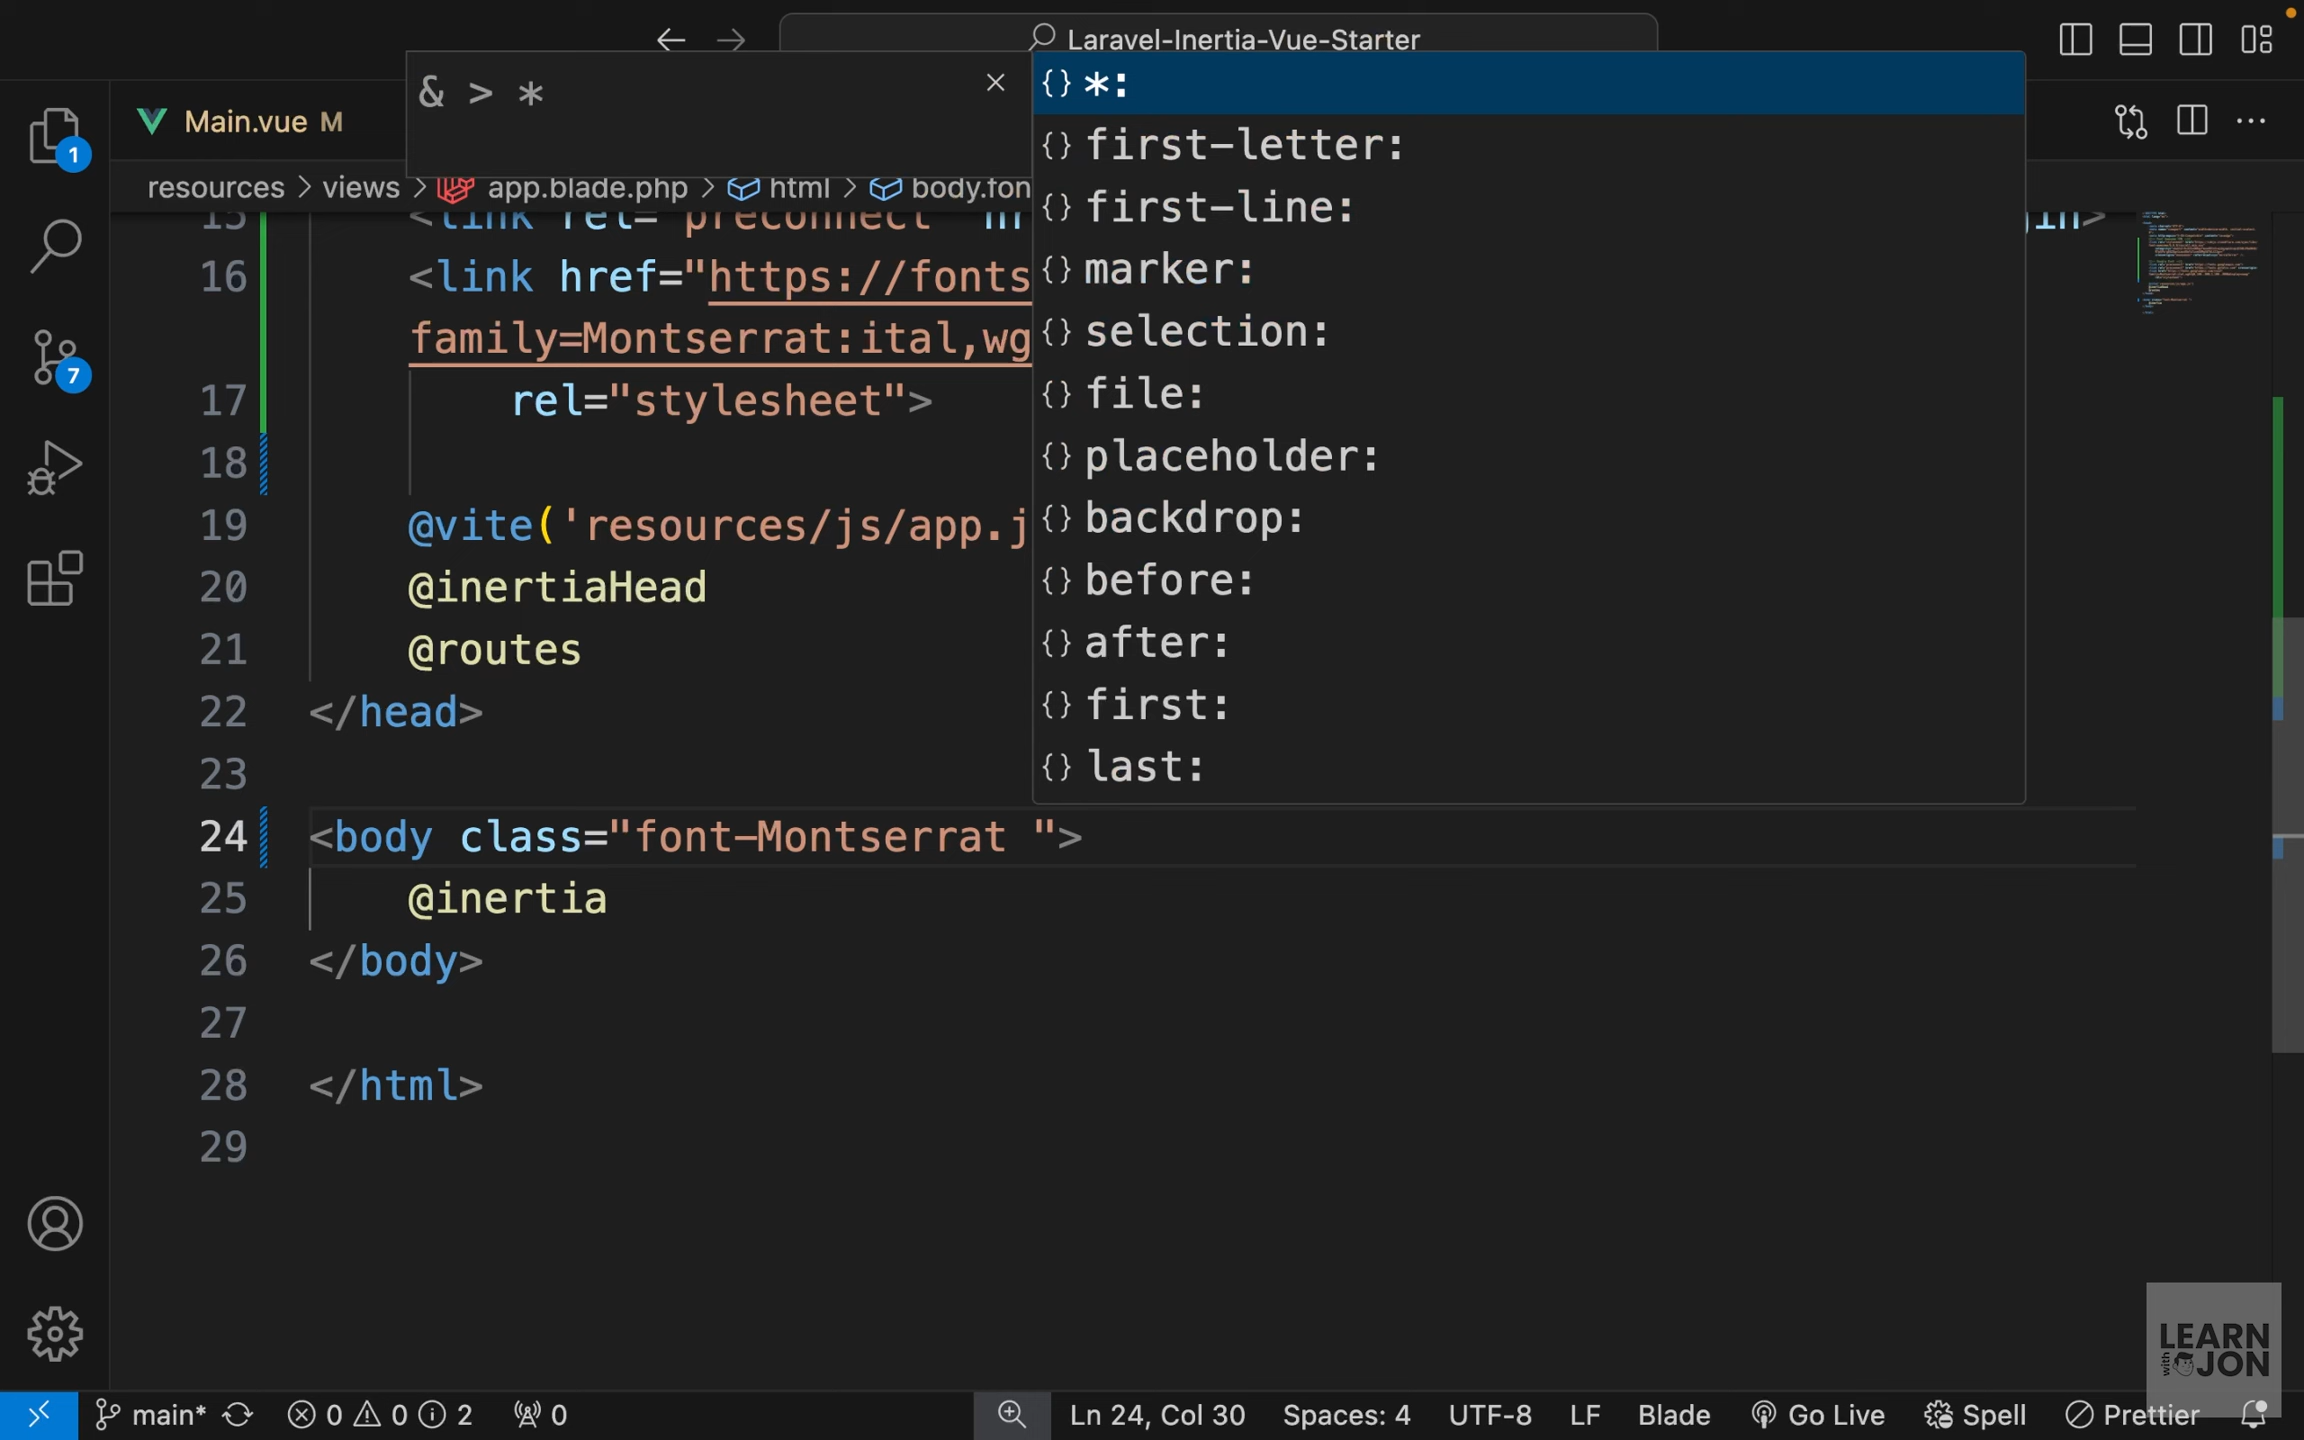 Laravel-Inertia-Vue-Starter
Main.vue M
& > *
resources > views > app.blade.php > html > body.fon
1
7
15 <link rel="preconnect" hr
gin>
16 <link href="https://fonts
family=Montserrat:ital,wg
17 rel="stylesheet">
18
19 @vite('resources/js/app.j
20 @inertiaHead
21 @routes
22 </head>
23
24 <body class="font-Montserrat ">
25 @inertia
26 </body>
27
28 </html>
29
{} *:
{} first-letter:
{} first-line:
{} marker:
{} selection:
{} file:
{} placeholder:
{} backdrop:
{} before:
{} after:
{} first:
{} last:
LEARN
with JON
main* 0 0 2 0 Ln 24, Col 30 Spaces: 4 UTF-8 LF Blade Go Live Spell Prettier